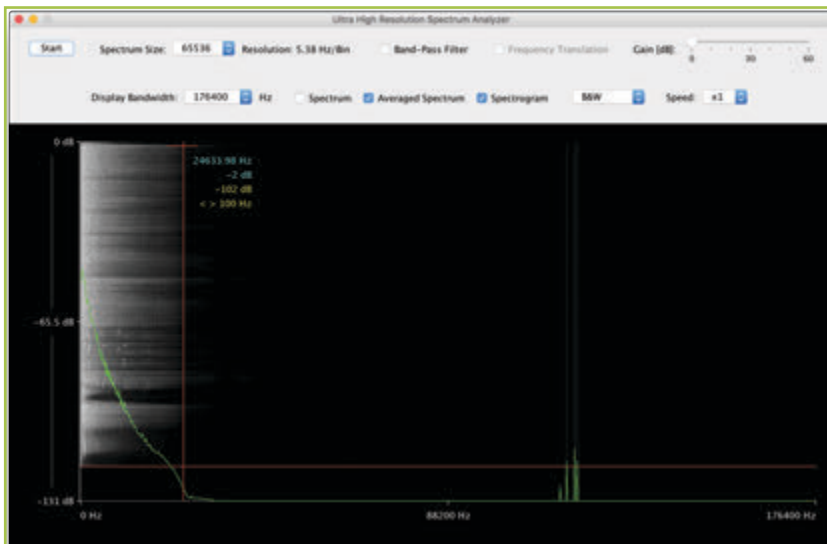 Ultra High Resolution Spectrum Analyzer
Start Spectrum Size: 65536 Resolution: 5.38 Hz/Bin Band-Pass Filter Frequency Translation Gain [dB]:
0 30 60
Display Bandwidth: 176400 Hz Spectrum Averaged Spectrum Spectrogram B&W Speed: x1
0 dB
24633.98 Hz
-2 dB
-102 dB
< > 100 Hz
-65.5 dB
-131 dB
0 Hz 88200 Hz 176400 Hz